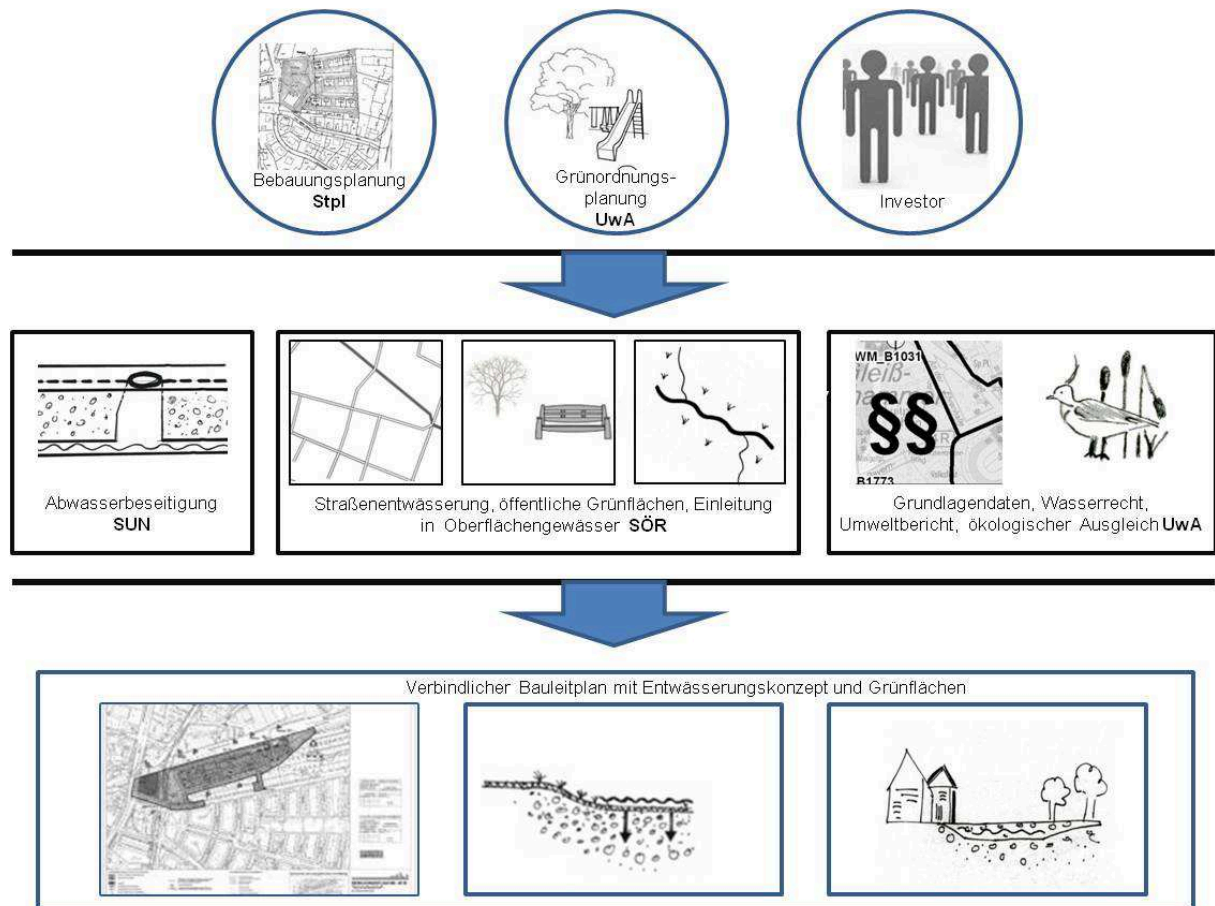 Bebauungsplanung
Stpl
Grünordnungs-
planung
UwA
Investor
Abwasserbeseitigung
SUN
Straßenentwässerung, öffentliche Grünflächen, Einleitung
in Oberflächengewässer SÖR
WM_B1031
§§
B1773
Grundlagendaten, Wasserrecht,
Umweltbericht, ökologischer Ausgleich UwA
Verbindlicher Bauleitplan mit Entwässerungskonzept und Grünflächen